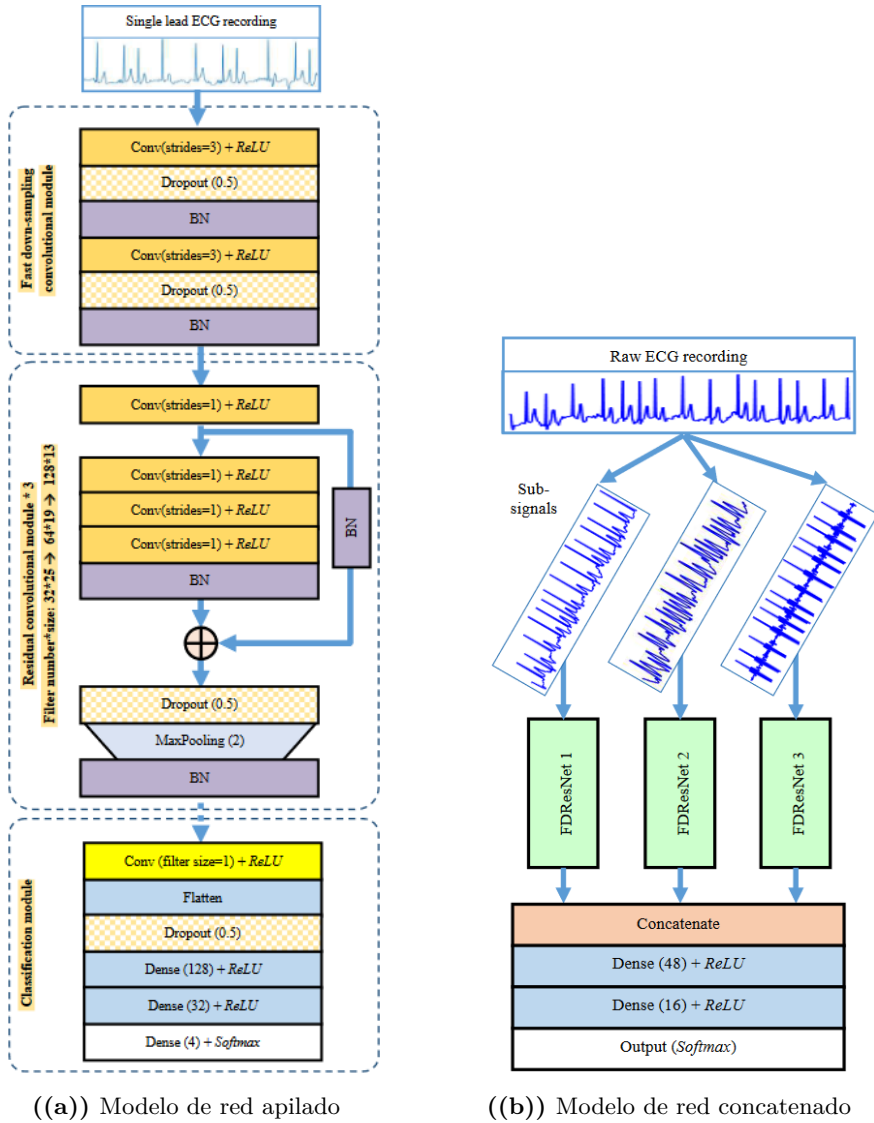 Single lead ECG recording
Fast down-sampling
convolutional module
Conv(strides=3) + ReLU
Dropout (0.5)
BN
Conv(strides=3) + ReLU
Dropout (0.5)
BN
Residual convolutional module * 3
Filter number*size: 32*25 → 64*19 → 128*13
Conv(strides=1) + ReLU
Conv(strides=1) + ReLU
Conv(strides=1) + ReLU
Conv(strides=1) + ReLU
BN
BN
Dropout (0.5)
MaxPooling (2)
BN
Classification module
Conv (filter size=1) + ReLU
Flatten
Dropout (0.5)
Dense (128) + ReLU
Dense (32) + ReLU
Dense (4) + Softmax
((a)) Modelo de red apilado
Raw ECG recording
Sub-
signals
FDResNet 1
FDResNet 2
FDResNet 3
Concatenate
Dense (48) + ReLU
Dense (16) + ReLU
Output (Softmax)
((b)) Modelo de red concatenado